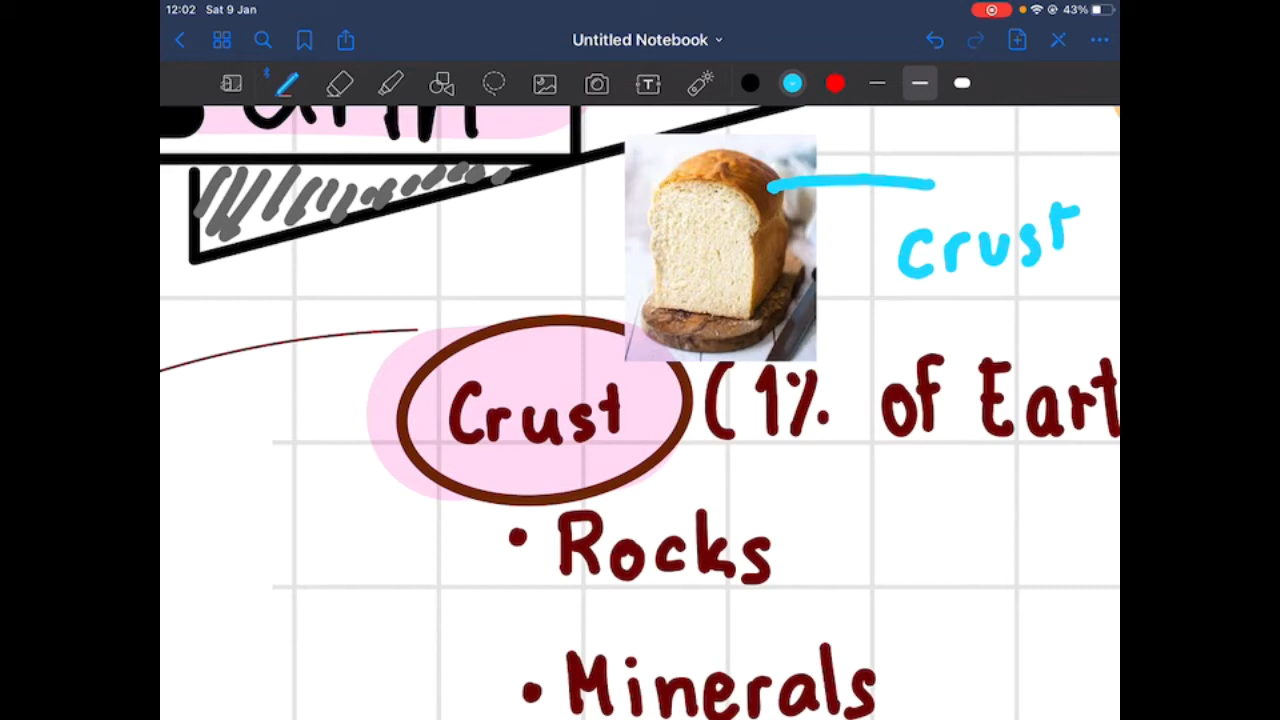 12:02 Sat 9 Jan
43%
Untitled Notebook
T
Crust
Crust (1% of Eart
• Rocks
• Minerals